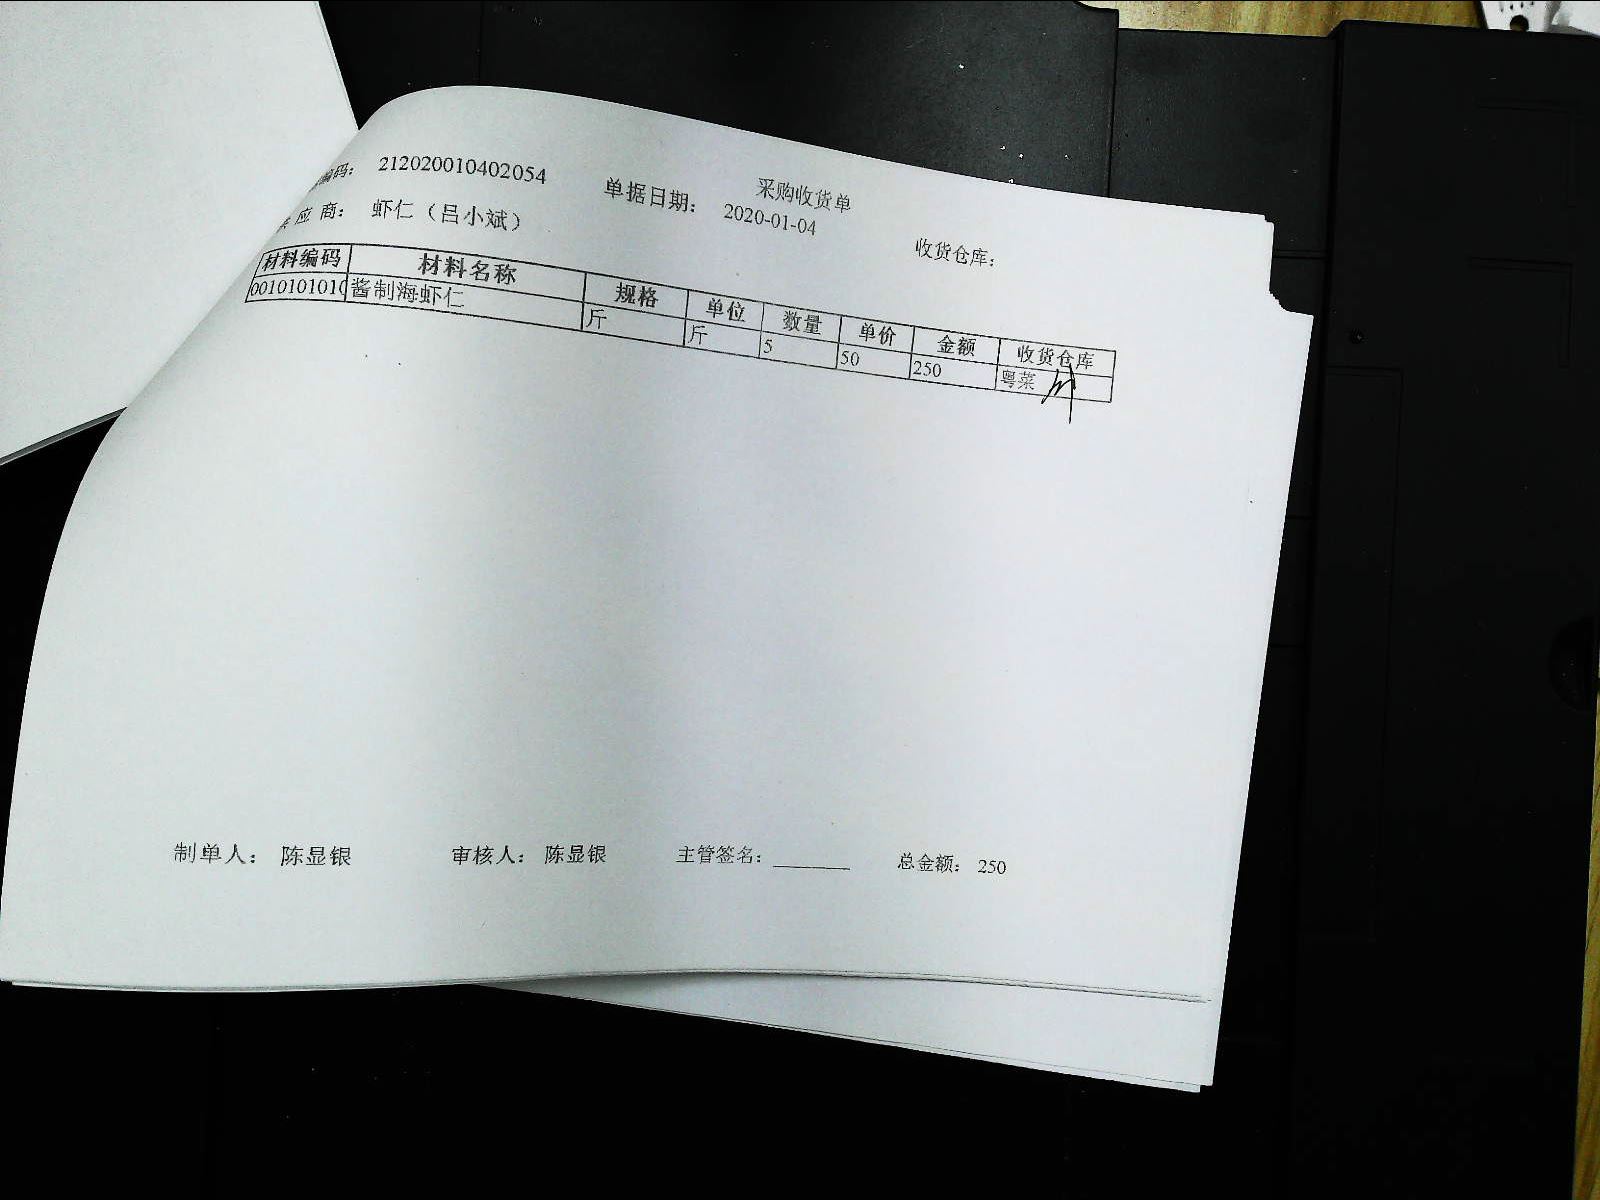 采购收货单
编码： 212020010402054 单据日期： 2020-01-04 收货仓库：
应 商： 虾仁（吕小斌）
材料编码 材料名称 规格 单位 数量 单价 金额 收货仓库
001010101 酱制海虾仁 斤 斤 5 50 250 粤菜
制单人： 陈显银 审核人： 陈显银 主管签名：________ 总金额： 250